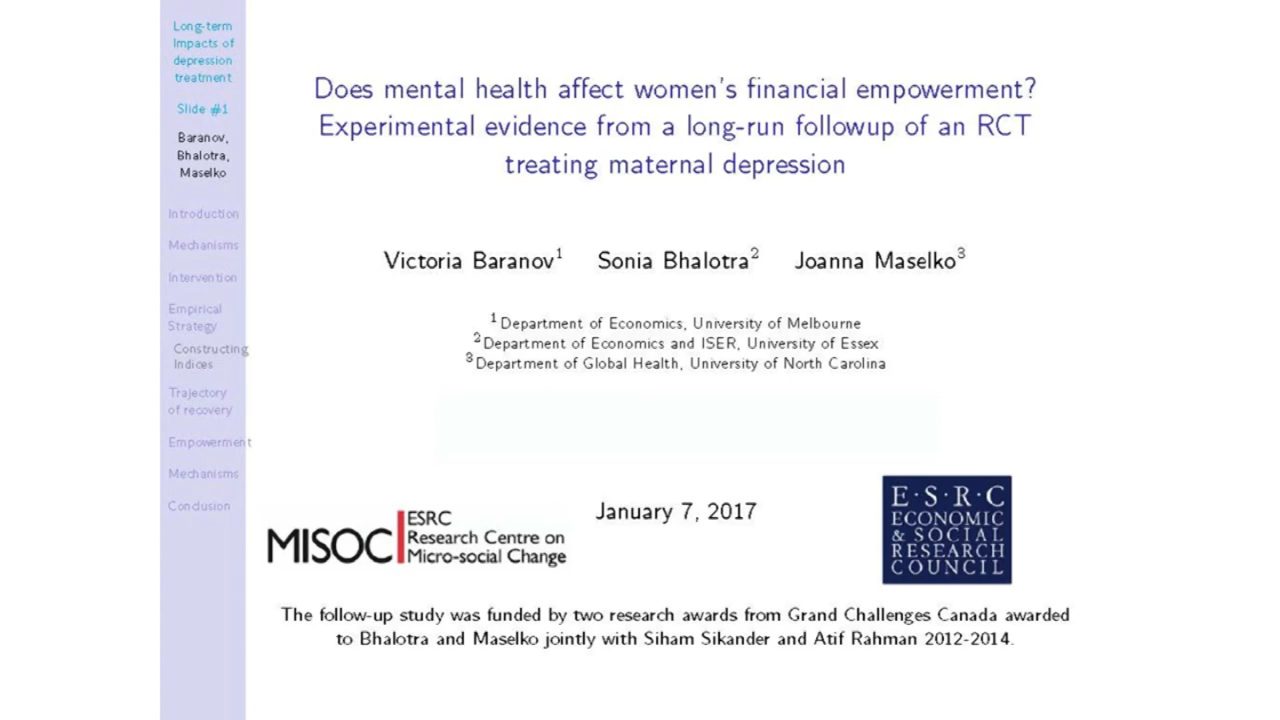 Long-term
Impacts of
depression
treatment
Slide #1
Baranov,
Bhalotra,
Maselko
Introduction
Mechanisms
Intervention
Empirical
Strategy
Constructing
Indices
Trajectory
of recovery
Empowerment
Mechanisms
Conclusion
Does mental health affect women's financial empowerment?
Experimental evidence from a long-run followup of an RCT
treating maternal depression
Victoria Baranov¹ Sonia Bhalotra² Joanna Maselko³
¹ Department of Economics, University of Melbourne
² Department of Economics and ISER, University of Essex
³ Department of Global Health, University of North Carolina
January 7, 2017
MISOC
ESRC
Research Centre on
Micro-social Change
E·S·R·C
ECONOMIC
& SOCIAL
RESEARCH
COUNCIL
The follow-up study was funded by two research awards from Grand Challenges Canada awarded
to Bhalotra and Maselko jointly with Siham Sikander and Atif Rahman 2012-2014.